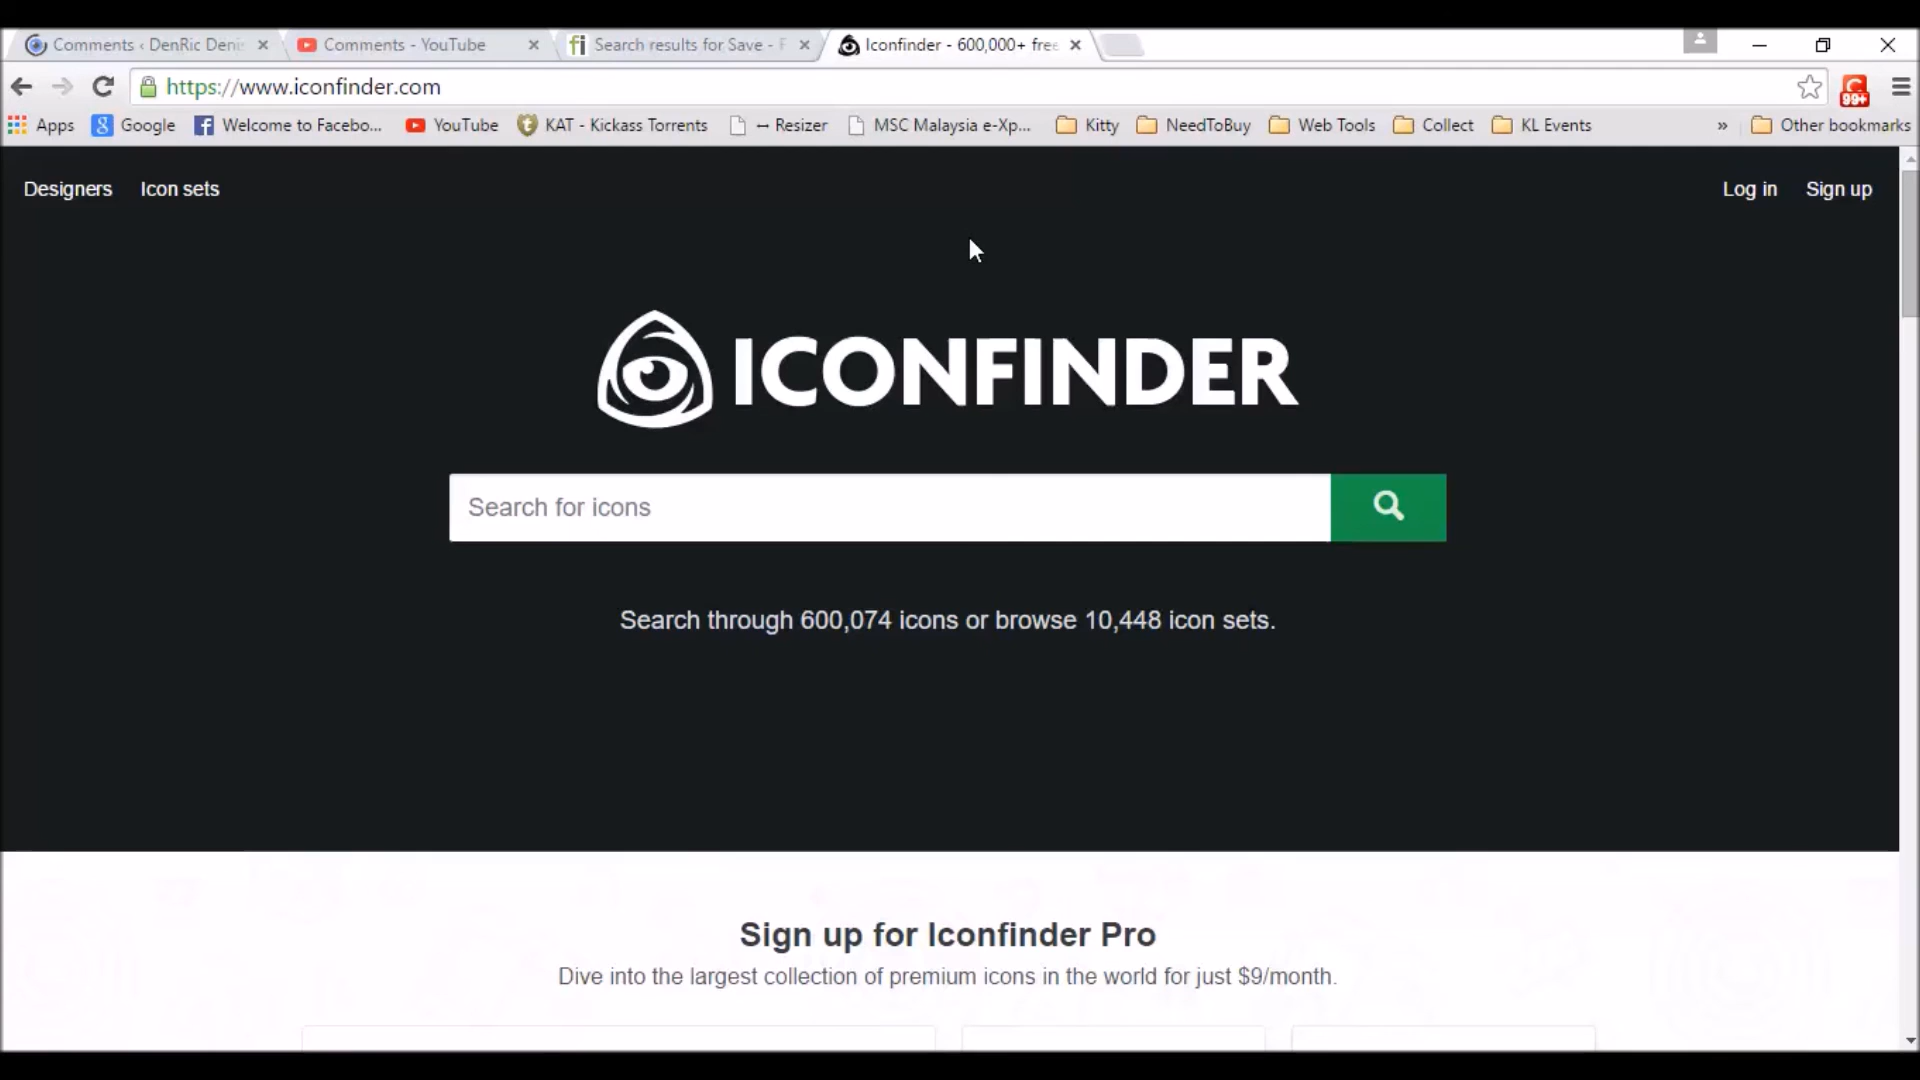 Comments ‹ DenRic Deni
Comments - YouTube
Search results for Save - F
Iconfinder - 600,000+ free
https://www.iconfinder.com
99+
Apps
Google
Welcome to Facebo...
YouTube
KAT - Kickass Torrents
↔ Resizer
MSC Malaysia e-Xp...
Kitty
NeedToBuy
Web Tools
Collect
KL Events
»
Other bookmarks
Designers
Icon sets
Log in
Sign up
ICONFINDER
Search for icons
Search through 600,074 icons or browse 10,448 icon sets.
Sign up for Iconfinder Pro
Dive into the largest collection of premium icons in the world for just $9/month.